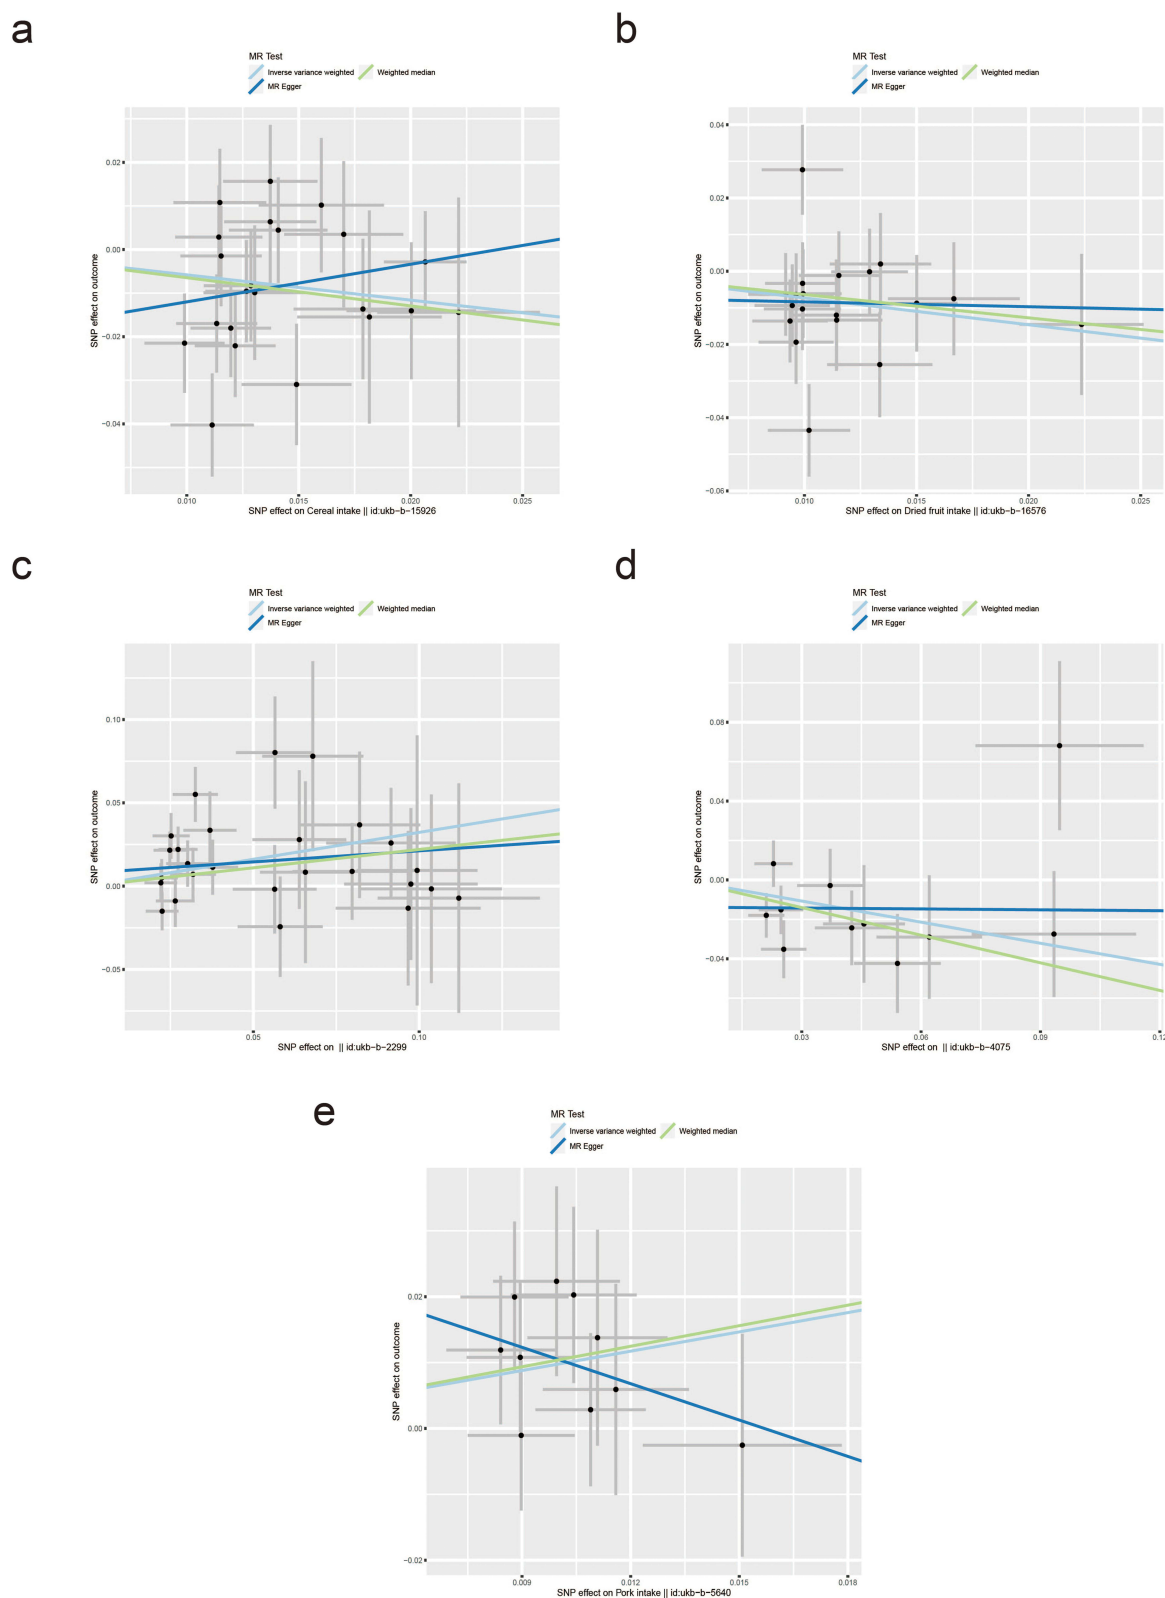 a
MR Test
Inverse variance weighted
Weighted median
MR Egger
SNP effect on outcome
0.02
0.00
−0.02
−0.04
0.010
0.015
0.020
0.025
SNP effect on Cereal intake || id:ukb−b−15926
b
MR Test
Inverse variance weighted
Weighted median
MR Egger
SNP effect on outcome
0.04
0.02
0.00
−0.02
−0.04
−0.06
0.010
0.015
0.020
0.025
SNP effect on Dried fruit intake || id:ukb−b−16576
c
MR Test
Inverse variance weighted
Weighted median
MR Egger
SNP effect on outcome
0.10
0.05
0.00
−0.05
0.05
0.10
SNP effect on || id:ukb−b−2299
d
MR Test
Inverse variance weighted
Weighted median
MR Egger
SNP effect on outcome
0.08
0.04
0.00
−0.04
0.03
0.06
0.09
0.12
SNP effect on || id:ukb−b−4075
e
MR Test
Inverse variance weighted
Weighted median
MR Egger
SNP effect on outcome
0.02
0.00
−0.02
0.009
0.012
0.015
0.018
SNP effect on Pork intake || id:ukb−b−5640